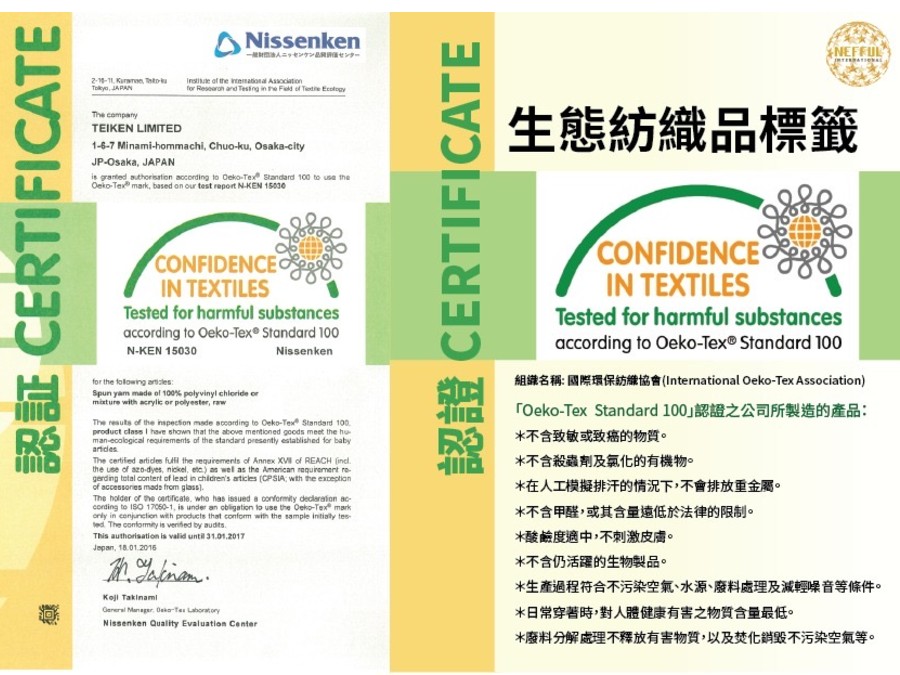 認証 CERTIFICATE
Nissenken
一般財団法人ニッセンケン品質評価センター
2-16-11, Kuramae, Taito-ku
Tokyo, JAPAN
Institute of the International Association
for Research and Testing in the Field of Textile Ecology
The company
TEIKEN LIMITED
1-6-7 Minami-hommachi, Chuo-ku, Osaka-city
JP-Osaka, JAPAN
is granted authorisation according to Oeko-Tex® Standard 100 to use the
Oeko-Tex® mark, based on our test report N-KEN 15030
CONFIDENCE
IN TEXTILES
Tested for harmful substances
according to Oeko-Tex® Standard 100
N-KEN 15030 Nissenken
for the following articles:
Spun yarn made of 100% polyvinyl chloride or
mixture with acrylic or polyester, raw
The results of the inspection made according to Oeko-Tex® Standard 100,
product class I have shown that the above mentioned goods meet the hu-
man-ecological requirements of the standard presently established for baby
articles.
The certified articles fulfil the requirements of Annex XVII of REACH (incl.
the use of azo-dyes, nickel, etc.) as well as the American requirement re-
garding total content of lead in children's articles (CPSIA; with the exception
of accessories made from glass).
The holder of the certificate, who has issued a conformity declaration ac-
cording to ISO 17050-1, is under an obligation to use the Oeko-Tex® mark
only in conjunction with products that conform with the sample initially tes-
ted. The conformity is verified by audits.
This authorisation is valid until 31.01.2017
Japan, 18.01.2016
Koji Takinami
General Manager, Oeko-Tex Laboratory
Nissenken Quality Evaluation Center
認證 CERTIFICATE
NEFFUL
INTERNATIONAL
生態紡織品標籤
CONFIDENCE
IN TEXTILES
Tested for harmful substances
according to Oeko-Tex® Standard 100
組織名稱: 國際環保紡織協會(International Oeko-Tex Association)
「Oeko-Tex Standard 100」認證之公司所製造的產品：
＊不含致敏或致癌的物質。
＊不含殺蟲劑及氯化的有機物。
＊在人工模擬排汗的情況下，不會排放重金屬。
＊不含甲醛，或其含量遠低於法律的限制。
＊酸鹼度適中，不刺激皮膚。
＊不含仍活躍的生物製品。
＊生產過程符合不污染空氣、水源、廢料處理及減輕噪音等條件。
＊日常穿著時，對人體健康有害之物質含量最低。
＊廢料分解處理不釋放有害物質，以及焚化銷毀不污染空氣等。